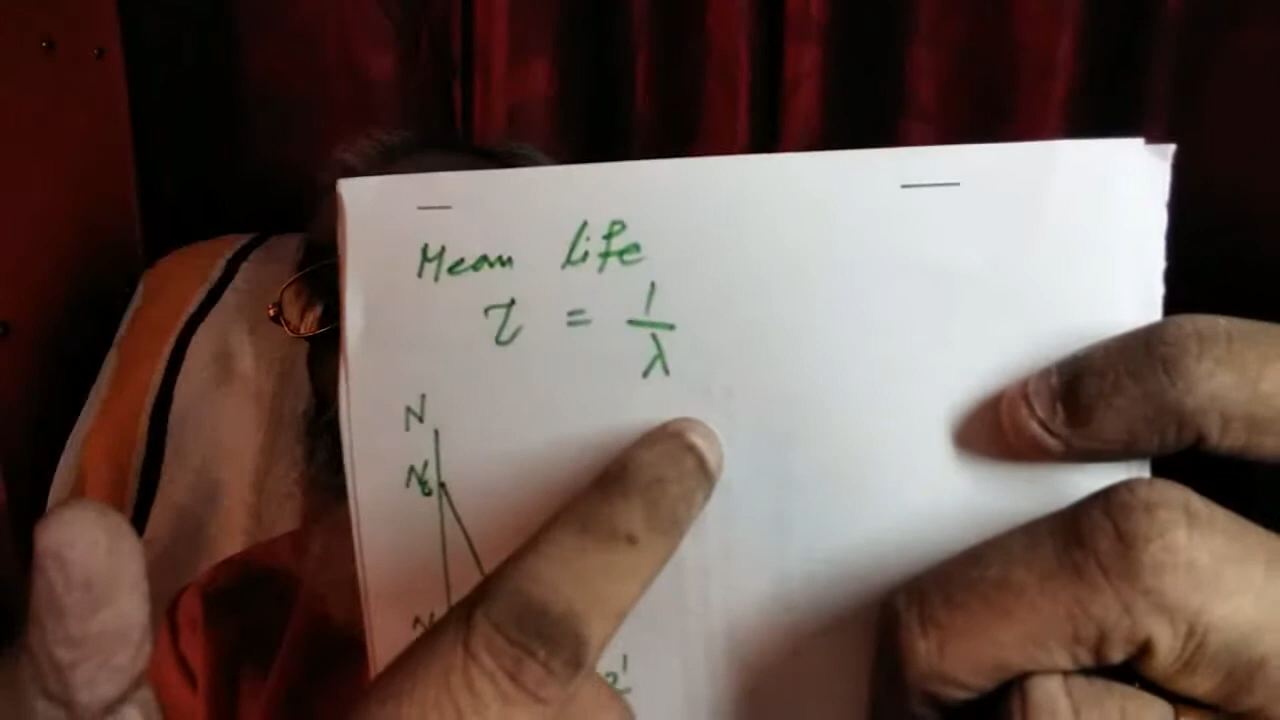 Mean life
τ = 1/λ
N
N₀